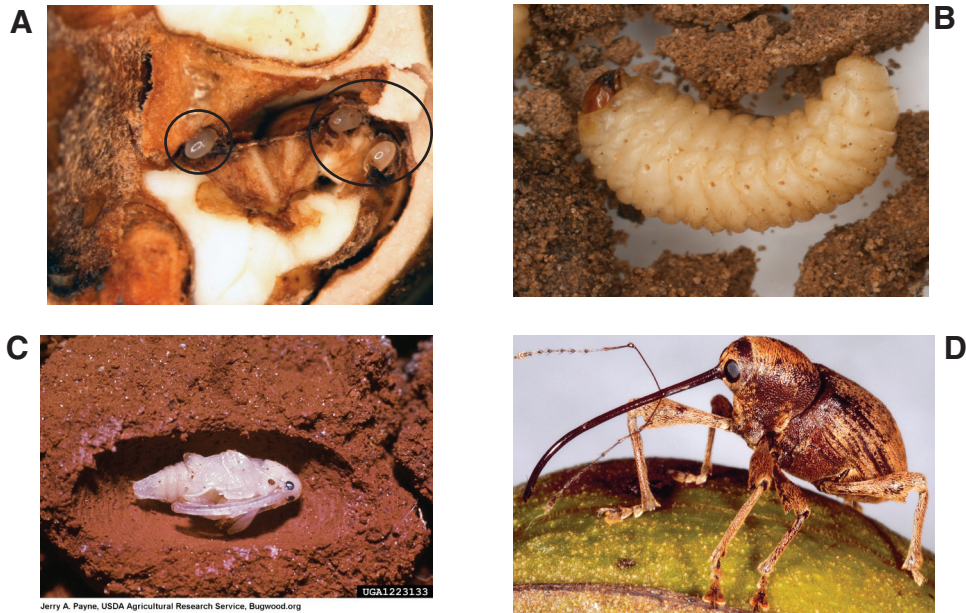 A
B
C
D
UGA1223133
Jerry A. Payne, USDA Agricultural Research Service, Bugwood.org